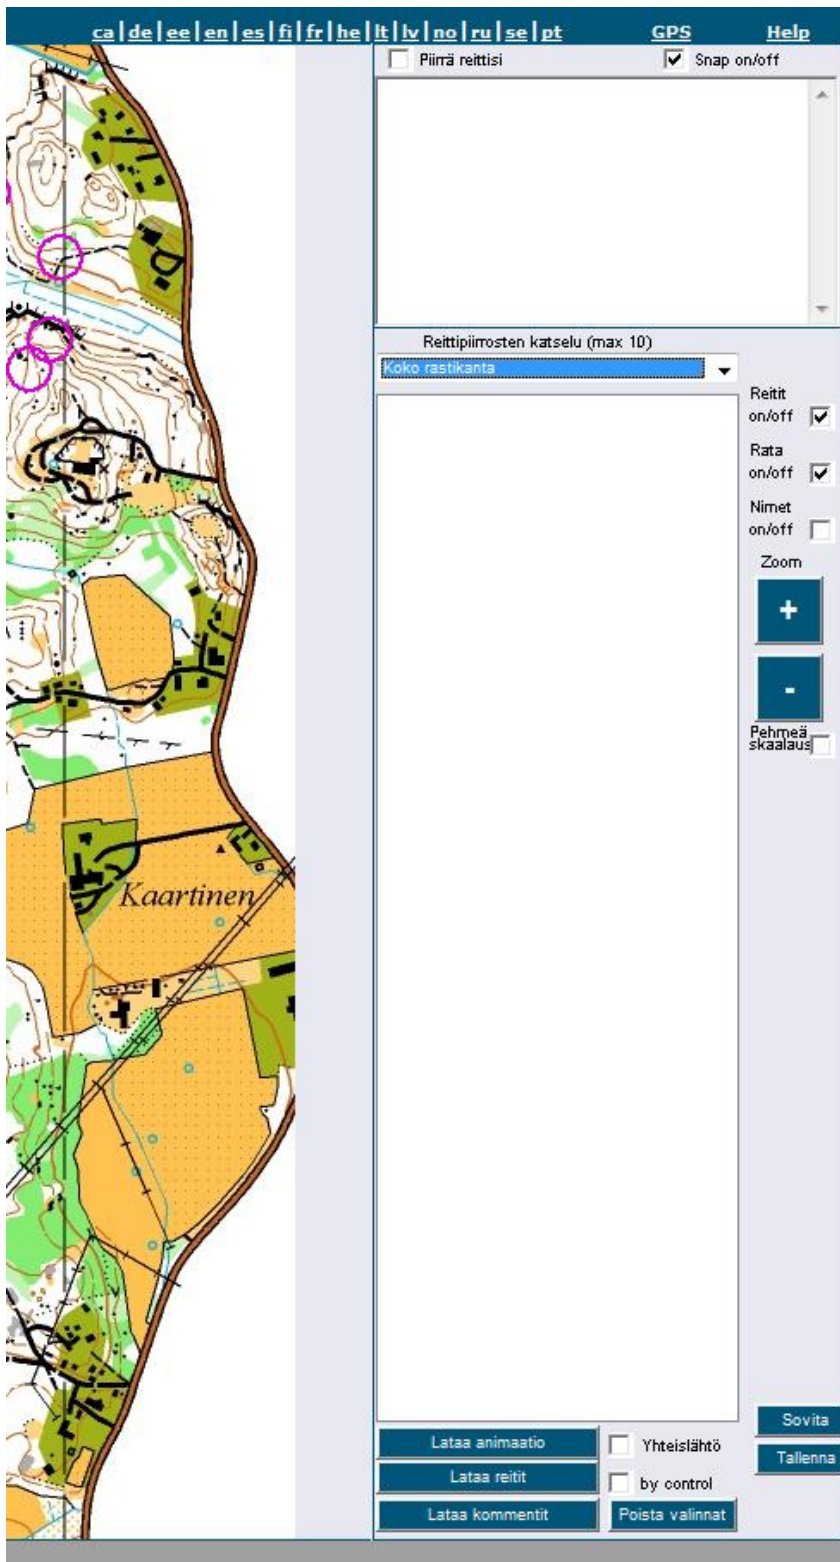 ca|de|ee|en|es|fi|fr|he|lt|lv|no|ru|se|pt GPS Help
Piirrä reittisi Snap on/off
Reittipiirrosten katselu (max 10)
Koko rastikanta
Reitit
on/off
Rata
on/off
Nimet
on/off
Zoom
+
-
Pehmeä
skaalaus
Kaartinen
Sovita
Lataa animaatio Yhteislähtö
Tallenna
Lataa reitit by control
Lataa kommentit Poista valinnat